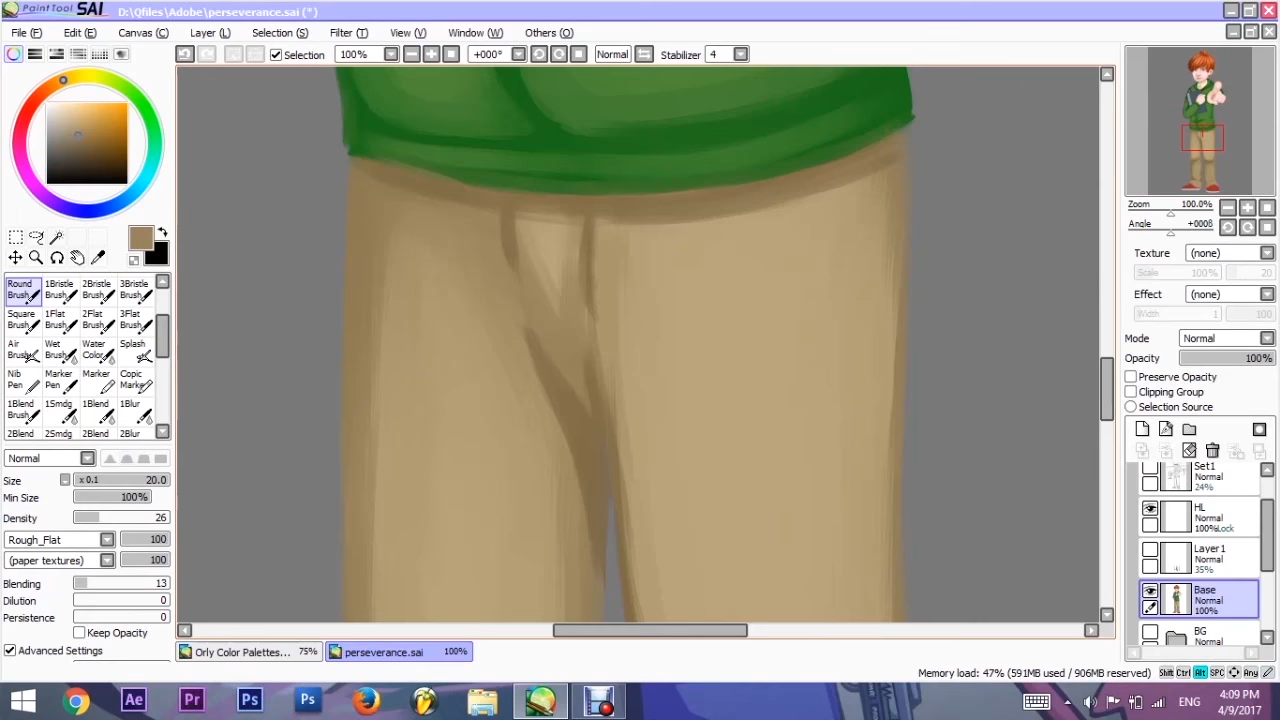 PaintTool SAI D:\Qfiles\Adobe\perseverance.sai (*)
File (F) Edit (E) Canvas (C) Layer (L) Selection (S) Filter (T) View (V) Window (W) Others (O)
Selection 100% +000° Normal Stabilizer 4
Zoom 100.0%
Angle
Texture (none)
Scale 100% 20
Effect (none)
Width 1 100
Mode Normal
Opacity 100%
Preserve Opacity
Clipping Group
Selection Source
Round Brush 1Bristle Brush 2Bristle Brush 3Bristle Brush
Square Brush 1Flat Brush 2Flat Brush 3Flat Brush
Air Brush Wet Brush Water Color Splash
Nib Pen Marker Pen Marker Copic Marker
1Blend Brush 1Smdg 1Blend 1Blur
2Blend 2Smdg 2Blend 2Blur
Normal
Size x 0.1 20.0
Min Size 100%
Density 26
Rough_Flat 100
(paper textures) 100
Blending 13
Dilution 0
Persistence 0
Keep Opacity
Advanced Settings
Set1
Normal
24%
HL
Normal
100%Lock
Layer1
Normal
35%
Base
Normal
100%
BG
Normal
Orly Color Palettes... 75% perseverance.sai 100%
Memory load: 47% (591MB used / 906MB reserved) Shift Ctrl Alt SPC Any
Ae Pr Ps Ps
ENG
4:09 PM
4/9/2017